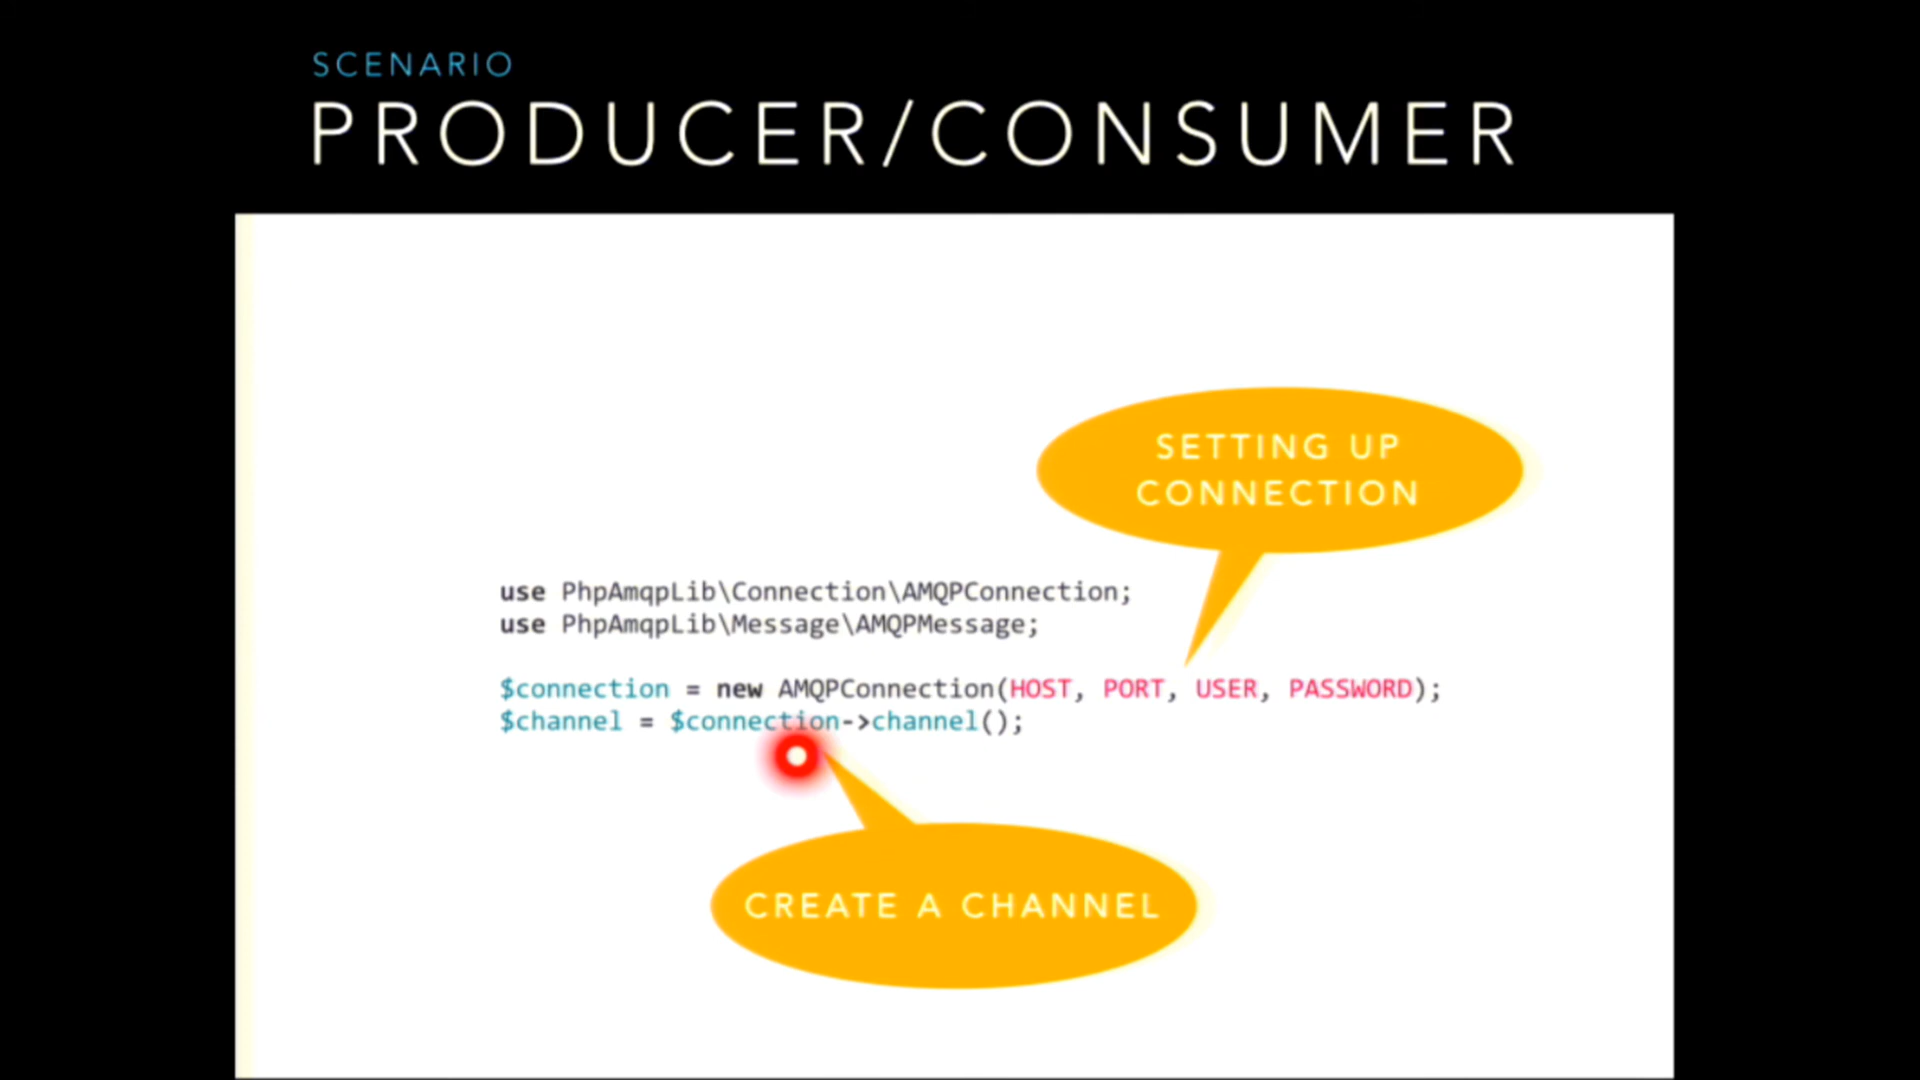 SCENARIO
PRODUCER/CONSUMER
SETTING UP
CONNECTION
use PhpAmqpLib\Connection\AMQPConnection;
use PhpAmqpLib\Message\AMQPMessage;
$connection = new AMQPConnection(HOST, PORT, USER, PASSWORD);
$channel = $connection->channel();
CREATE A CHANNEL